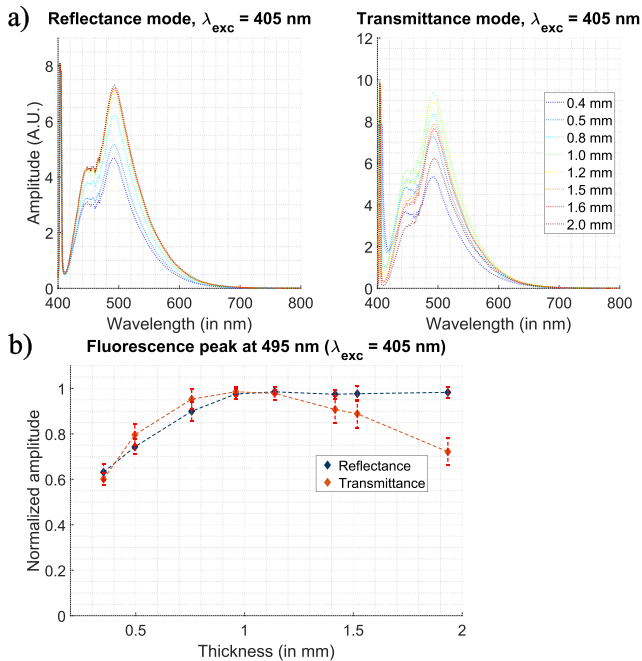 a)
Reflectance mode, λexc = 405 nm
Transmittance mode, λexc = 405 nm
Amplitude (A.U.)
8
6
4
2
0
400 500 600 700 800
Wavelength (in nm)
12
10
8
6
4
2
0
400 500 600 700 800
Wavelength (in nm)
0.4 mm
0.5 mm
0.8 mm
1.0 mm
1.2 mm
1.5 mm
1.6 mm
2.0 mm
b)
Fluorescence peak at 495 nm (λexc = 405 nm)
Normalized amplitude
1
0.8
0.6
0.4
0.2
0
0.5 1 1.5 2
Thickness (in mm)
Reflectance
Transmittance